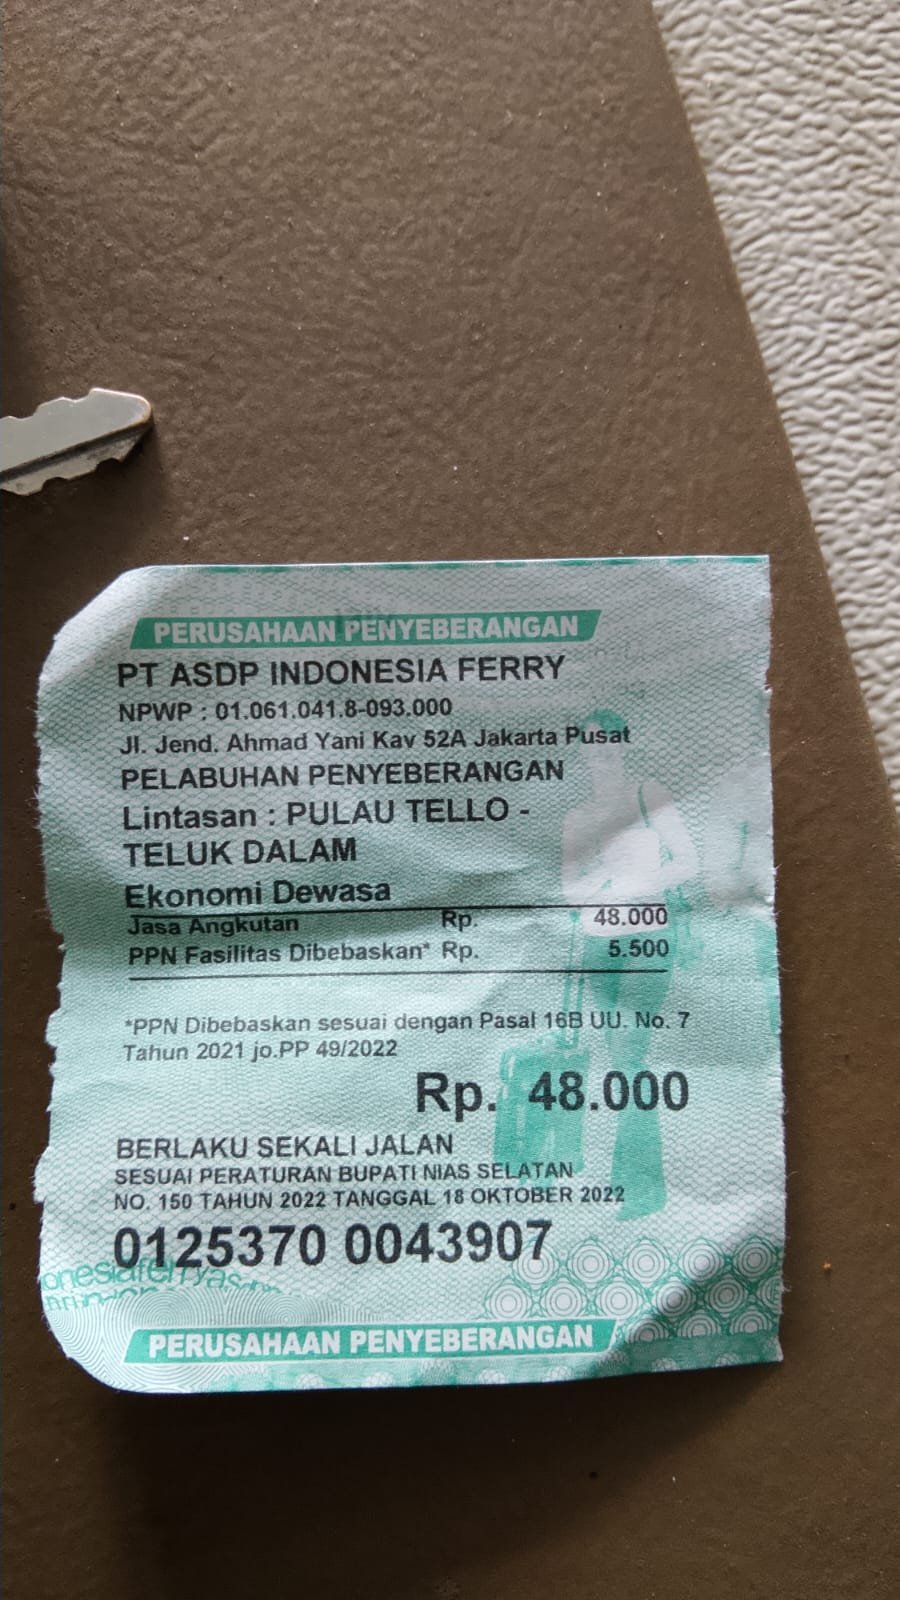 PERUSAHAAN PENYEBERANGAN
PT ASDP INDONESIA FERRY
NPWP : 01.061.041.8-093.000
Jl. Jend. Ahmad Yani Kav 52A Jakarta Pusat
PELABUHAN PENYEBERANGAN
Lintasan : PULAU TELLO -
TELUK DALAM
Ekonomi Dewasa
Jasa Angkutan Rp. 48.000
PPN Fasilitas Dibebaskan* Rp. 5.500
*PPN Dibebaskan sesuai dengan Pasal 16B UU. No. 7
Tahun 2021 jo.PP 49/2022
Rp. 48.000
BERLAKU SEKALI JALAN
SESUAI PERATURAN BUPATI NIAS SELATAN
NO. 150 TAHUN 2022 TANGGAL 18 OKTOBER 2022
0125370 0043907
PERUSAHAAN PENYEBERANGAN